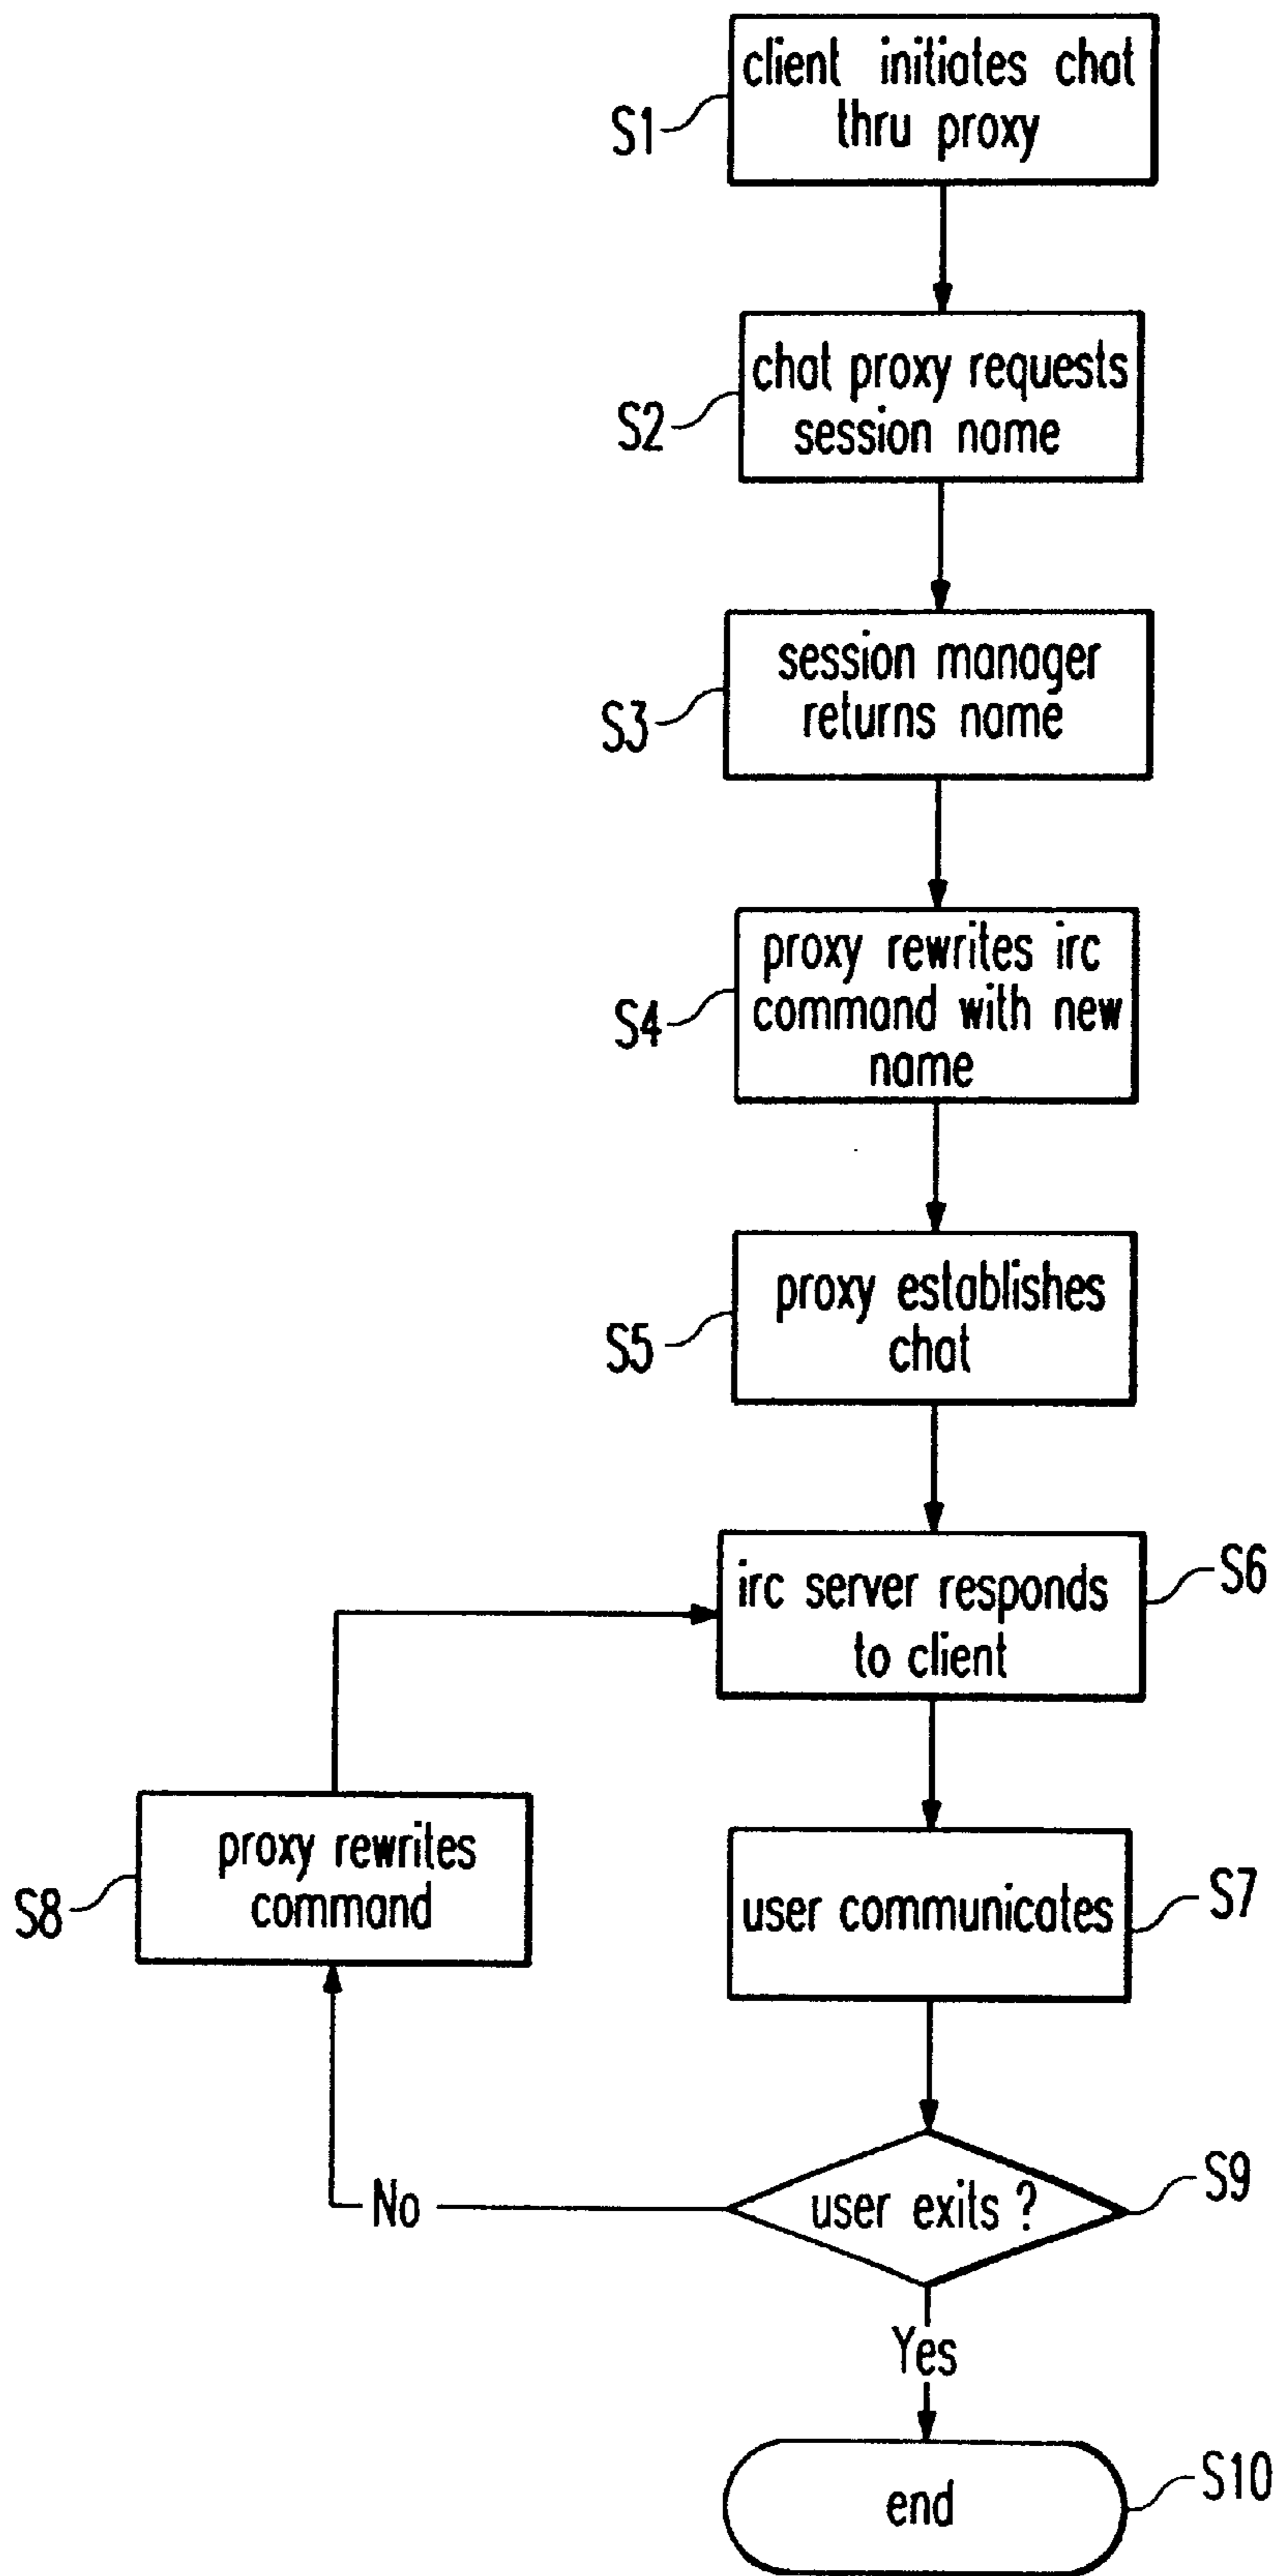 client initiates chat
thru proxy
S1
chat proxy requests
session name
S2
session manager
returns name
S3
proxy rewrites irc
command with new
name
S4
proxy establishes
chat
S5
irc server responds
to client
S6
proxy rewrites
command
S8
user communicates
S7
user exits ?
S9
No
Yes
end
S10